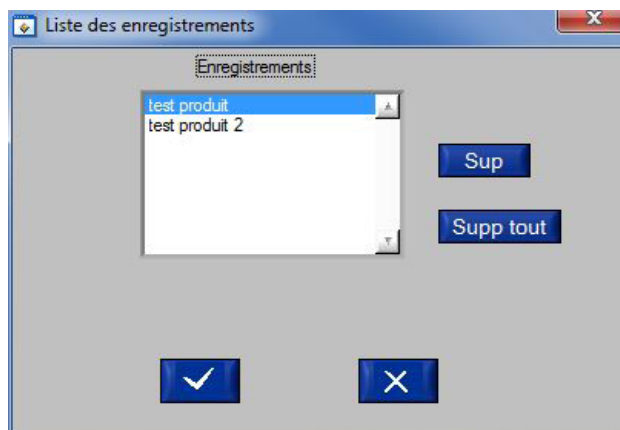 Liste des enregistrements
Enregistrements
test produit
test produit 2
Sup
Supp tout